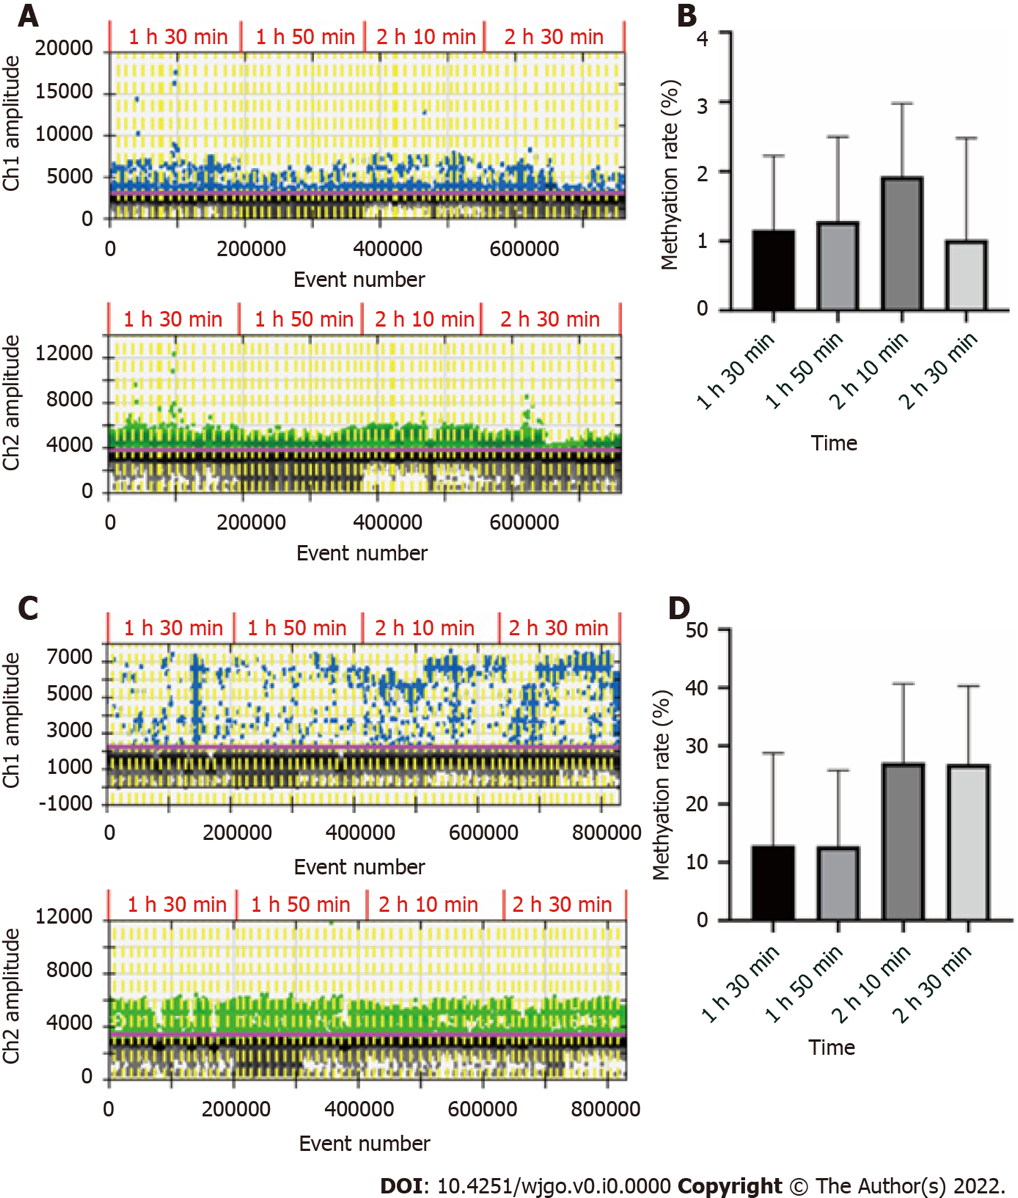 A
1 h 30 min 1 h 50 min 2 h 10 min 2 h 30 min
20000
15000
10000
5000
0
Ch1 amplitude
0 200000 400000 600000
Event number
1 h 30 min 1 h 50 min 2 h 10 min 2 h 30 min
12000
8000
4000
0
Ch2 amplitude
0 200000 400000 600000
Event number
B
4
3
2
1
0
Methyation rate (%)
1 h 30 min 1 h 50 min 2 h 10 min 2 h 30 min
Time
C
1 h 30 min 1 h 50 min 2 h 10 min 2 h 30 min
7000
5000
3000
1000
-1000
Ch1 amplitude
0 200000 400000 600000 800000
Event number
1 h 30 min 1 h 50 min 2 h 10 min 2 h 30 min
12000
8000
4000
0
Ch2 amplitude
0 200000 400000 600000 800000
Event number
D
50
40
30
20
10
0
Methyation rate (%)
1 h 30 min 1 h 50 min 2 h 10 min 2 h 30 min
Time
DOI: 10.4251/wjgo.v0.i0.0000 Copyright © The Author(s) 2022.